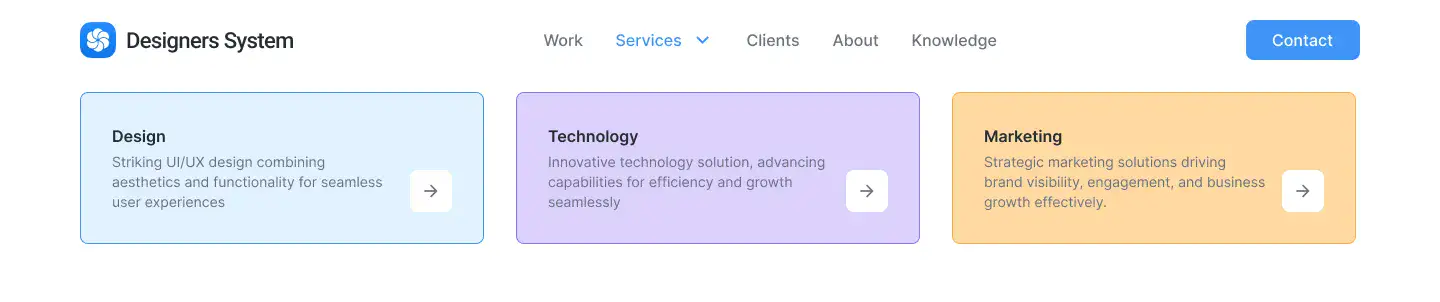 Designers System
Work
Services
Clients
About
Knowledge
Contact
Design
Striking UI/UX design combining
aesthetics and functionality for seamless
user experiences
Technology
Innovative technology solution, advancing
capabilities for efficiency and growth
seamlessly
Marketing
Strategic marketing solutions driving
brand visibility, engagement, and business
growth effectively.